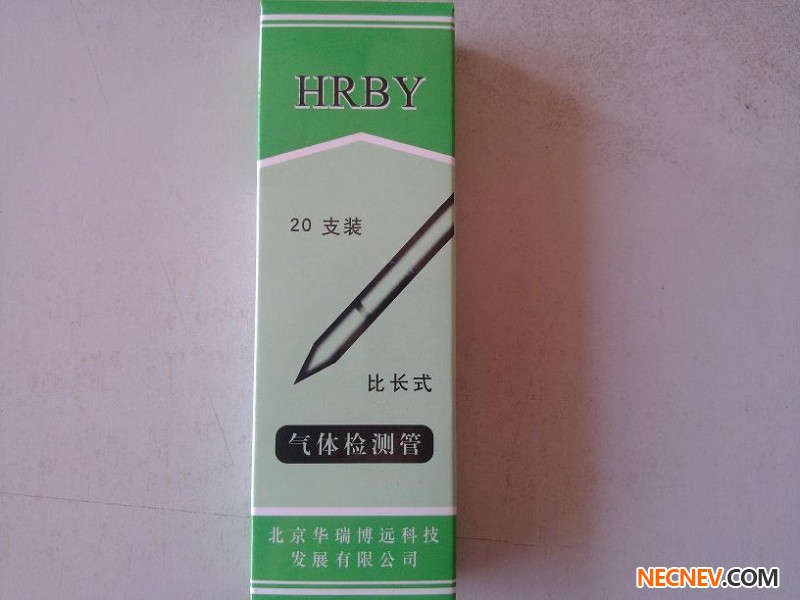 HRBY
20 支装
比长式
气体检测管
北京华瑞博远科技
发展有限公司
NECNEV.COM